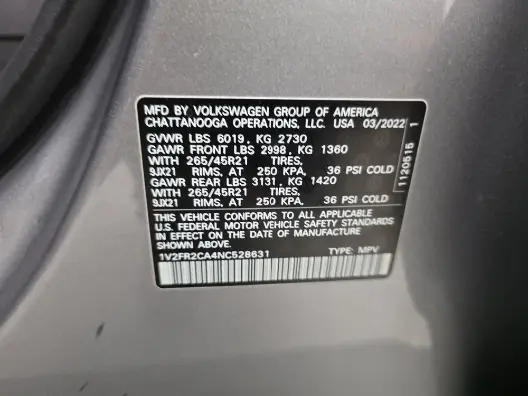 MFD BY VOLKSWAGEN GROUP OF AMERICA
CHATTANOOGA OPERATIONS, LLC. USA 03/2022
GVWR LBS 6019, KG 2730
GAWR FRONT LBS 2998, KG 1360
WITH 265/45R21 TIRES,
9JX21 RIMS, AT 250 KPA, 36 PSI COLD
GAWR REAR LBS 3131, KG 1420
WITH 265/45R21 TIRES,
9JX21 RIMS, AT 250 KPA, 36 PSI COLD
THIS VEHICLE CONFORMS TO ALL APPLICABLE
U.S. FEDERAL MOTOR VEHICLE SAFETY STANDARDS
IN EFFECT ON THE DATE OF MANUFACTURE
SHOWN ABOVE.
1V2FR2CA4NC528631 TYPE: MPV
1120515 1